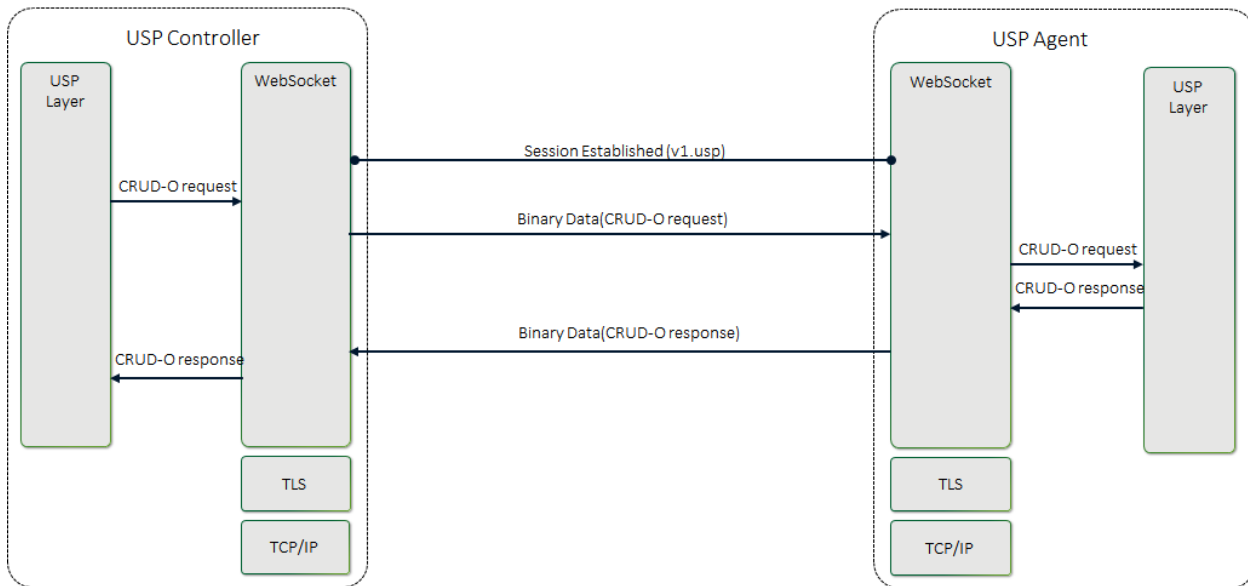 USP Controller
USP Agent
USP
Layer
WebSocket
WebSocket
USP
Layer
Session Established (v1.usp)
CRUD-O request
Binary Data(CRUD-O request)
CRUD-O request
CRUD-O response
Binary Data(CRUD-O response)
CRUD-O response
TLS
TLS
TCP/IP
TCP/IP